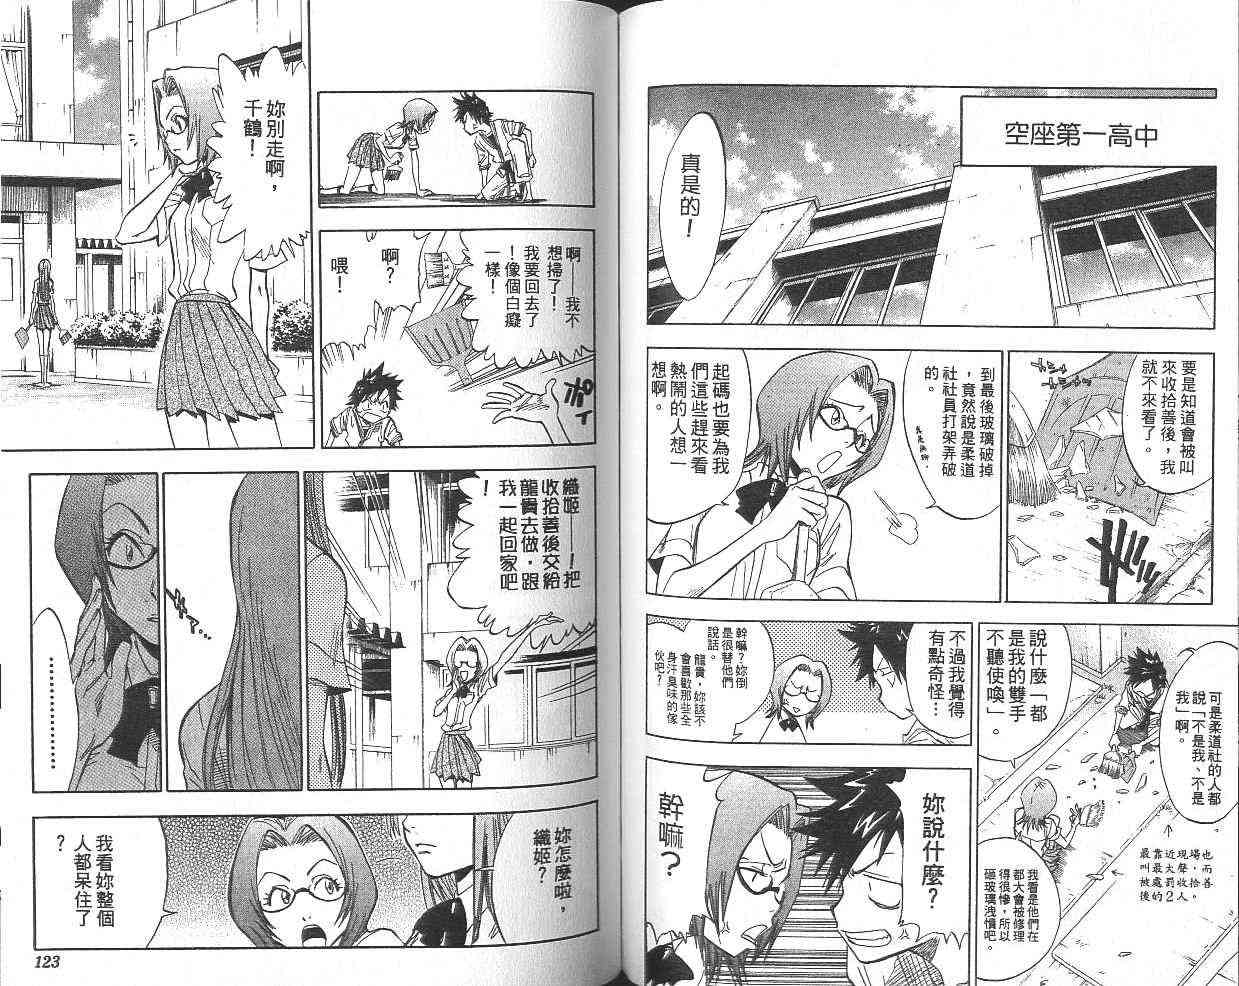 空座第一高中
真是的！
要是知道會被叫
來收拾善後，我
就不來看了。
到最後玻璃破掉
，竟然說是柔道
社社員打架弄破
的。
起碼也要為我
們這些趕來看
熱鬧的人想一
想啊。
可是柔道社的人都
說「不是我、不是
我」啊。
說什麼「都
是我的雙手
不聽使喚」。
最靠近現場也
叫最大聲，而
被處罰收拾善
後的2人。
我看是他們在
都大會被修理
得很慘，所以
砸玻璃洩憤吧。
不過我覺得
有點奇怪…
幹嘛？妳倒
是很替他們
說話。
龍貴，妳該不
會喜歡那些全
身汗臭味的傢
伙吧？
妳說什麼？
幹嘛？
啊──我不
想掃了！
我要回去了
！像個白癡
一樣！
啊？
喂！
妳別走啊，
千鶴！
織姬──！把
收拾善後交給
龍貴去做，跟
我一起回家吧
！
…………
妳怎麼啦，
織姬？
我看妳整個
人都呆住了
？
123